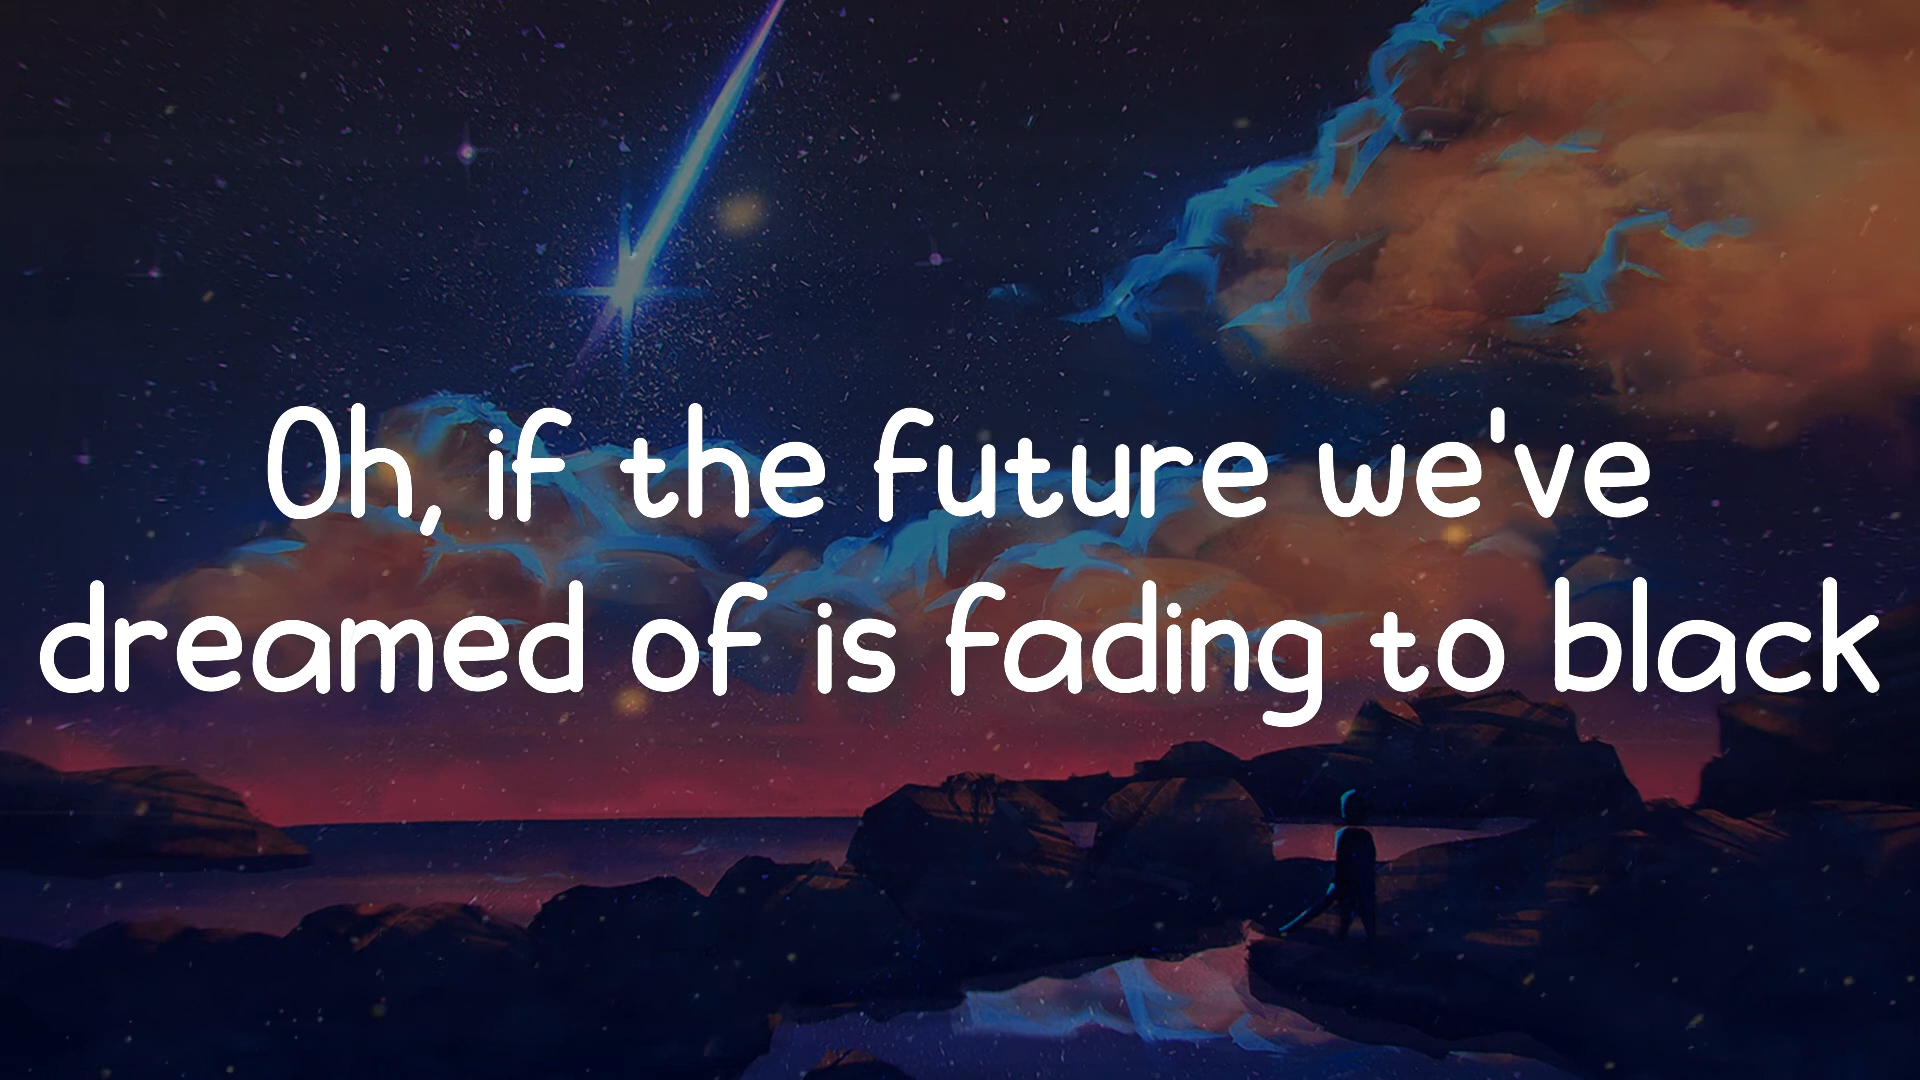 Oh, if the future we've
dreamed of is fading to black